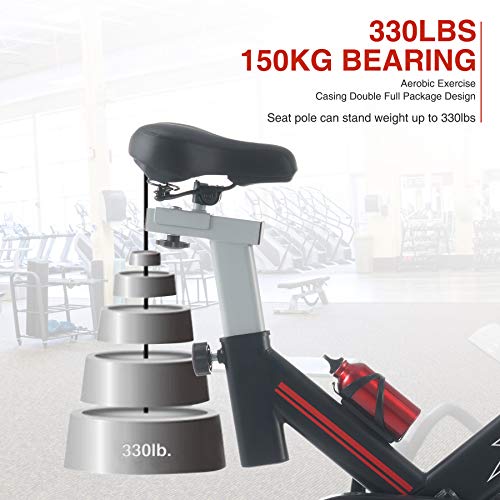 330LBS
150KG BEARING
Aerobic Exercise
Casing Double Full Package Design
Seat pole can stand weight up to 330lbs
330lb.